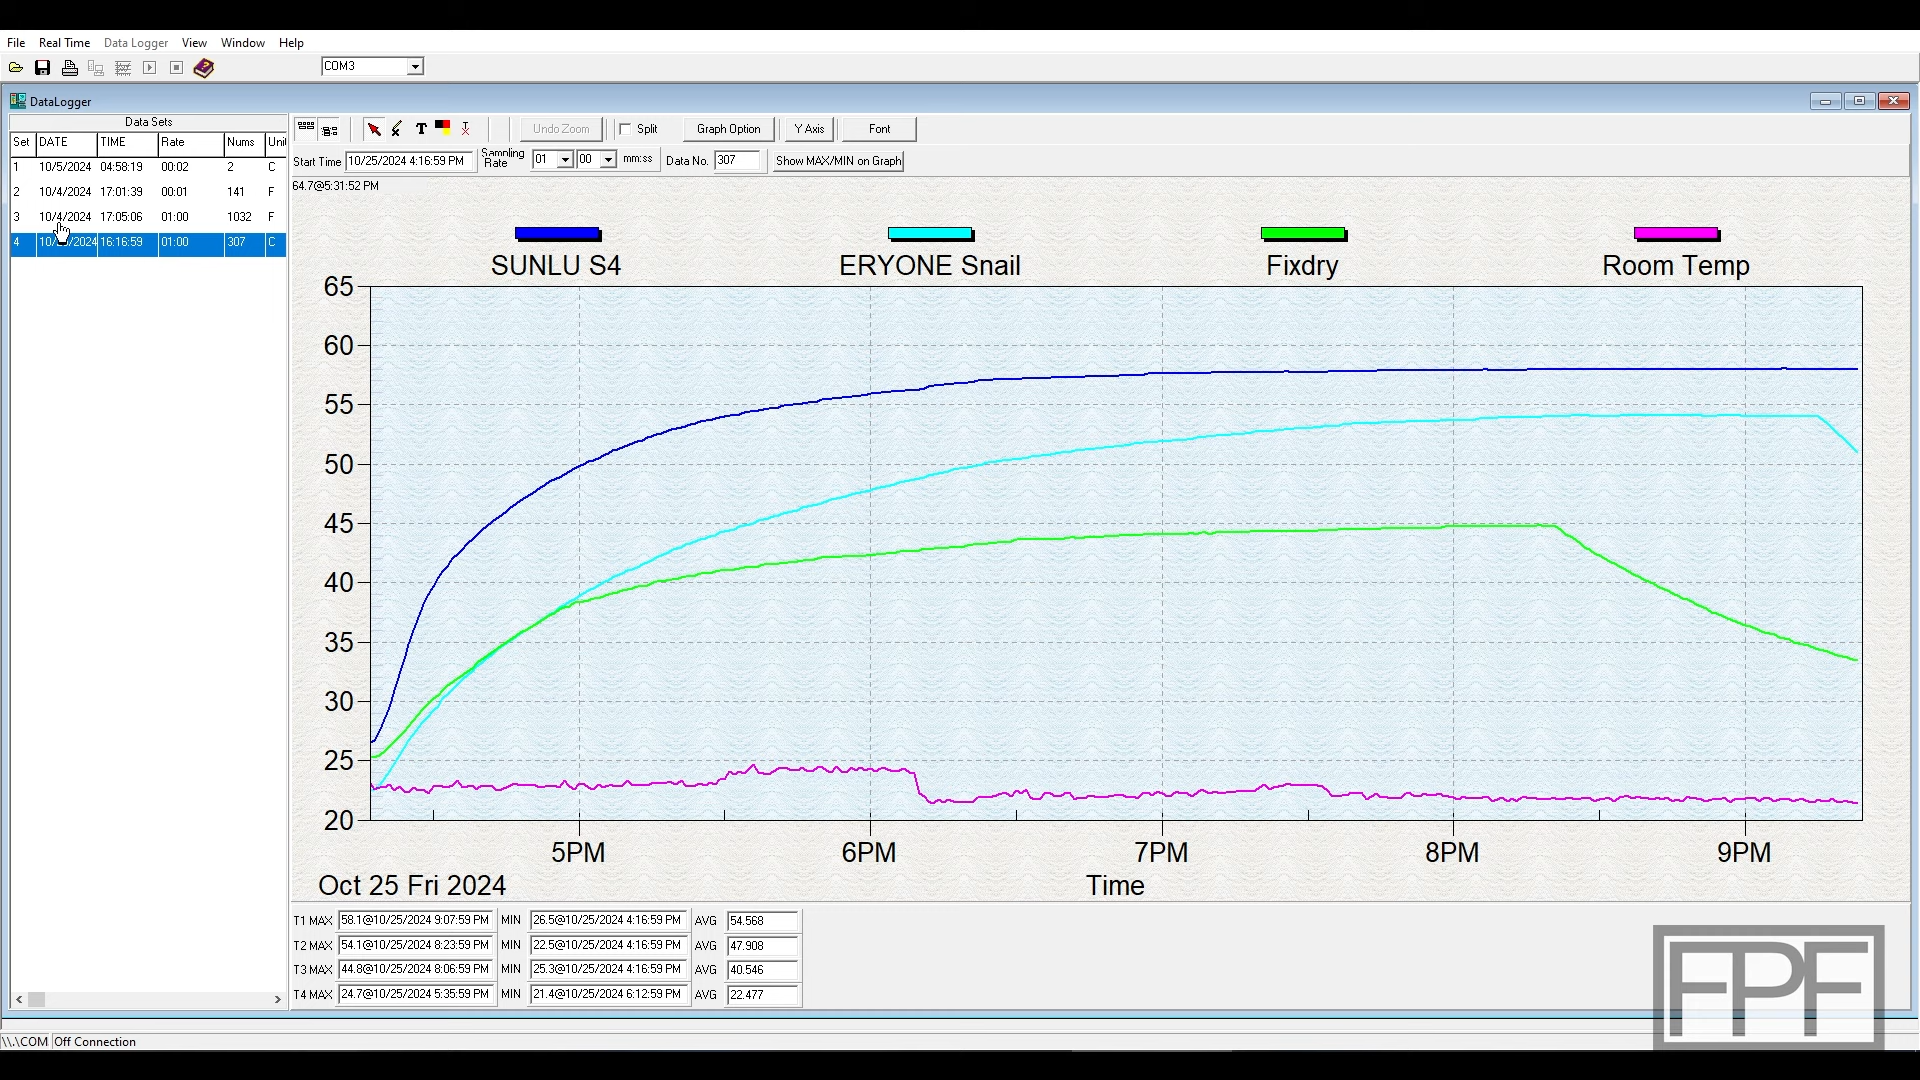 File Real Time Data Logger View Window Help
COM3
DataLogger
Data Sets
Set DATE TIME Rate Nums Uni
1 10/5/2024 04:58:19 00:02 2 C
2 10/4/2024 17:01:39 00:01 141 F
3 10/4/2024 17:05:06 01:00 1032 F
4 10/ /2024 16:16:59 01:00 307 C
Undo Zoom Split Graph Option Y Axis Font
Start Time 10/25/2024 4:16:59 PM Sampling Rate 01 00 mm:ss Data No. 307 Show MAX/MIN on Graph
64.7@5:31:52 PM
SUNLU S4 ERYONE Snail Fixdry Room Temp
65
60
55
50
45
40
35
30
25
20
5PM 6PM 7PM 8PM 9PM
Oct 25 Fri 2024 Time
T1 MAX 58.1@10/25/2024 9:07:59 PM MIN 26.5@10/25/2024 4:16:59 PM AVG 54.568
T2 MAX 54.1@10/25/2024 8:23:59 PM MIN 22.5@10/25/2024 4:16:59 PM AVG 47.908
T3 MAX 44.8@10/25/2024 8:06:59 PM MIN 25.3@10/25/2024 4:16:59 PM AVG 40.546
T4 MAX 24.7@10/25/2024 5:35:59 PM MIN 21.4@10/25/2024 6:12:59 PM AVG 22.477
FPF
\\.\COM Off Connection